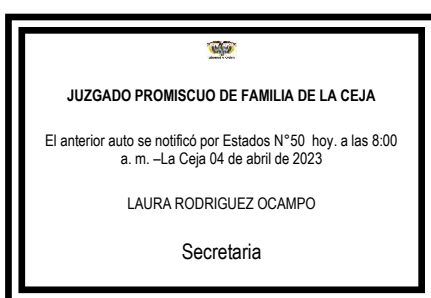 JUZGADO PROMISCUO DE FAMILIA DE LA CEJA
El anterior auto se notificó por Estados N°50 hoy. a las 8:00
a. m. –La Ceja 04 de abril de 2023
LAURA RODRIGUEZ OCAMPO
Secretaria